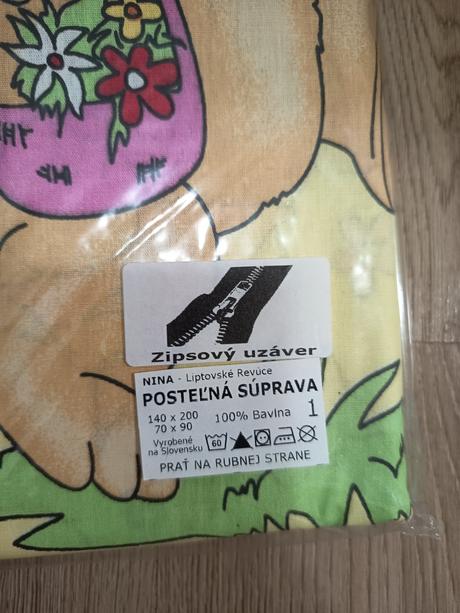 Zipsový uzáver
NINA - Liptovské Revúce
POSTEĽNÁ SÚPRAVA
140 x 200
70 x 90
100% Bavlna
1
Vyrobené
na Slovensku
60
PRAŤ NA RUBNEJ STRANE